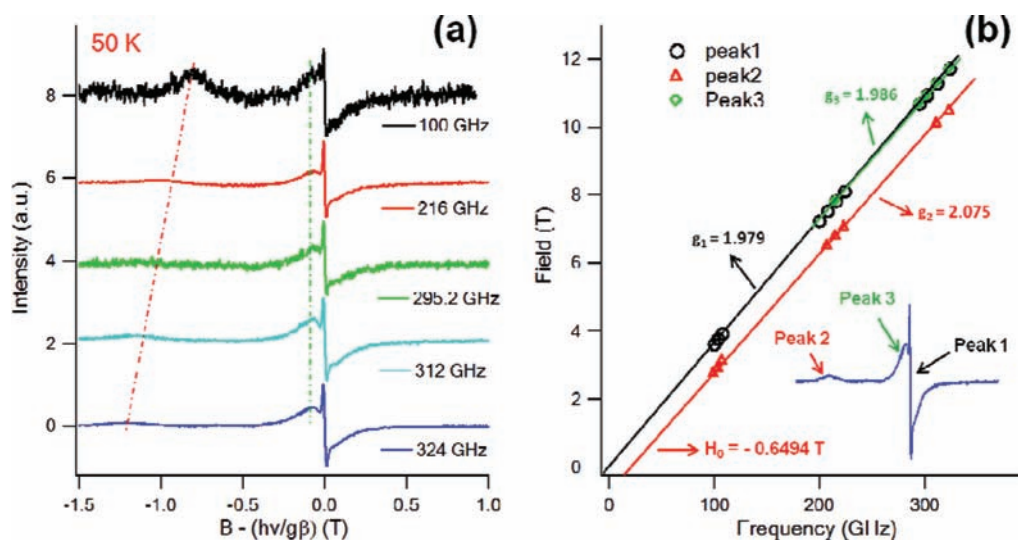 50 K
(a)
8
6
4
2
0
Intensity (a.u.)
100 GHz
216 GHz
295.2 GHz
312 GHz
324 GHz
-1.5
-1.0
-0.5
0.0
0.5
1.0
B - (hν/gβ) (T)
(b)
peak1
peak2
Peak3
12
10
8
6
4
2
0
Field (T)
g₃ = 1.986
g₁ = 1.979
g₂ = 2.075
Peak 3
Peak 2
Peak 1
H₀ = - 0.6494 T
0
100
200
300
Frequency (GHz)